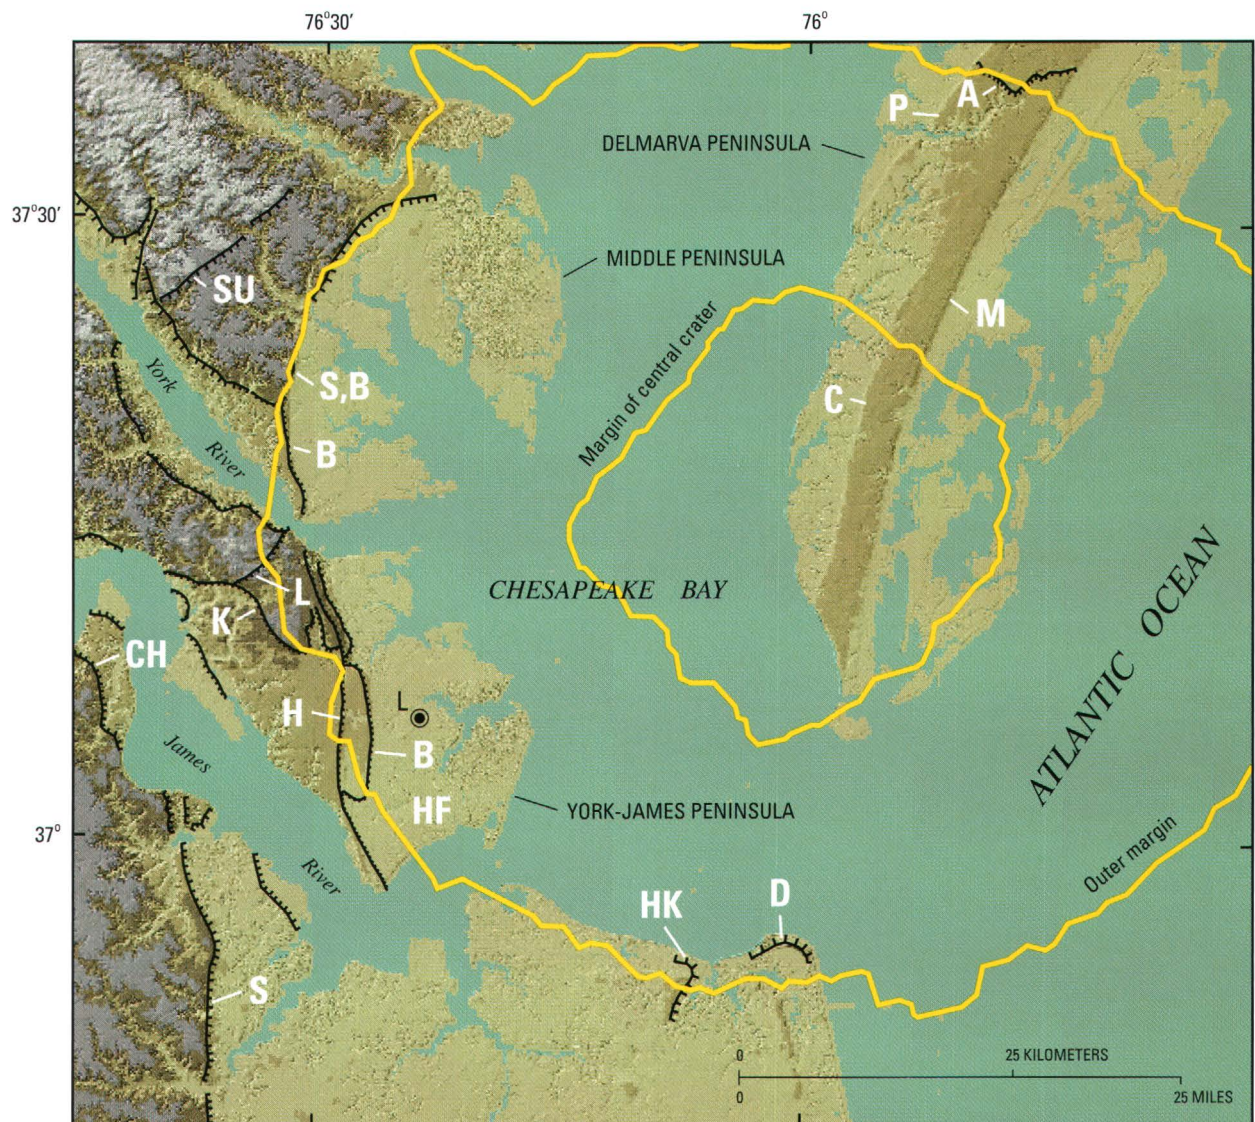 76°30'
76°
A
P
DELMARVA PENINSULA
37°30'
MIDDLE PENINSULA
SU
M
Margin of central crater
S,B
York
River
C
B
ATLANTIC OCEAN
CHESAPEAKE BAY
L
K
CH
L
H
B
James
HF
YORK-JAMES PENINSULA
37°
River
Outer margin
HK
D
S
0
25 KILOMETERS
0
25 MILES